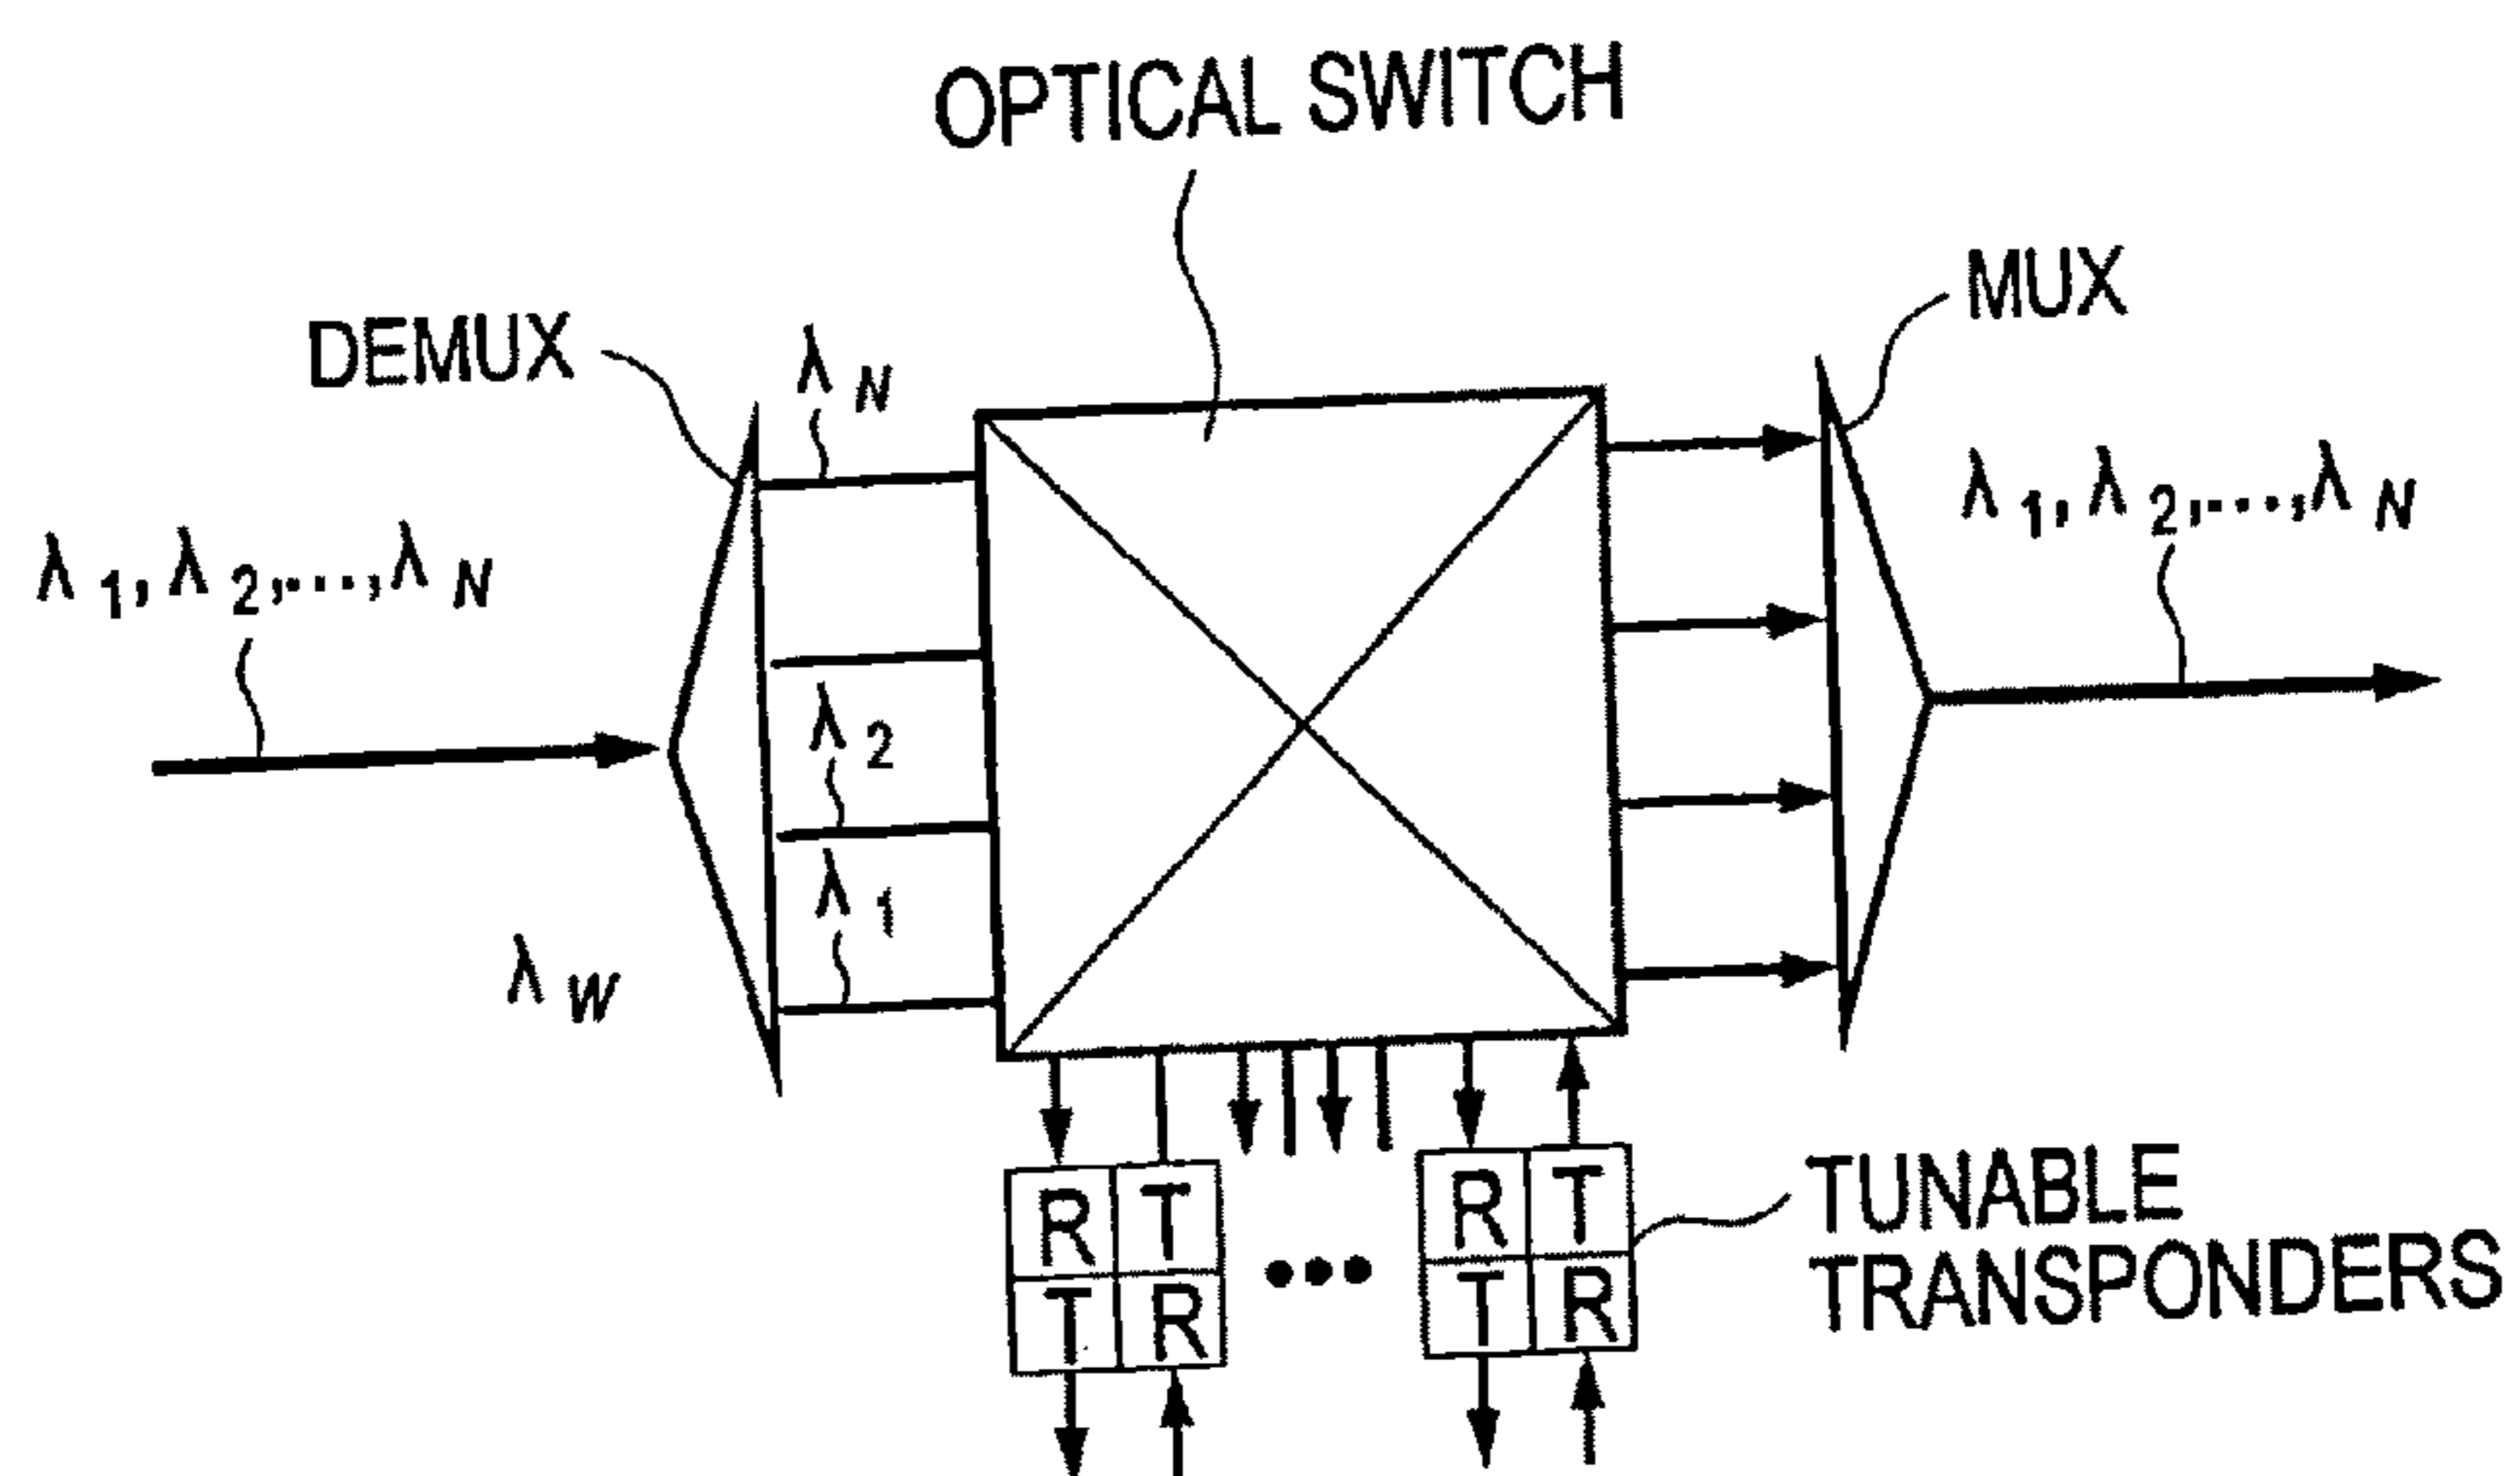 OPTICAL SWITCH
MUX
DEMUX
λ N
λ 1, λ 2, ..., λ N
λ 1, λ 2, ..., λ N
λ 2
λ 1
λ W
R T
T R
•••
R T
T R
TUNABLE
TRANSPONDERS